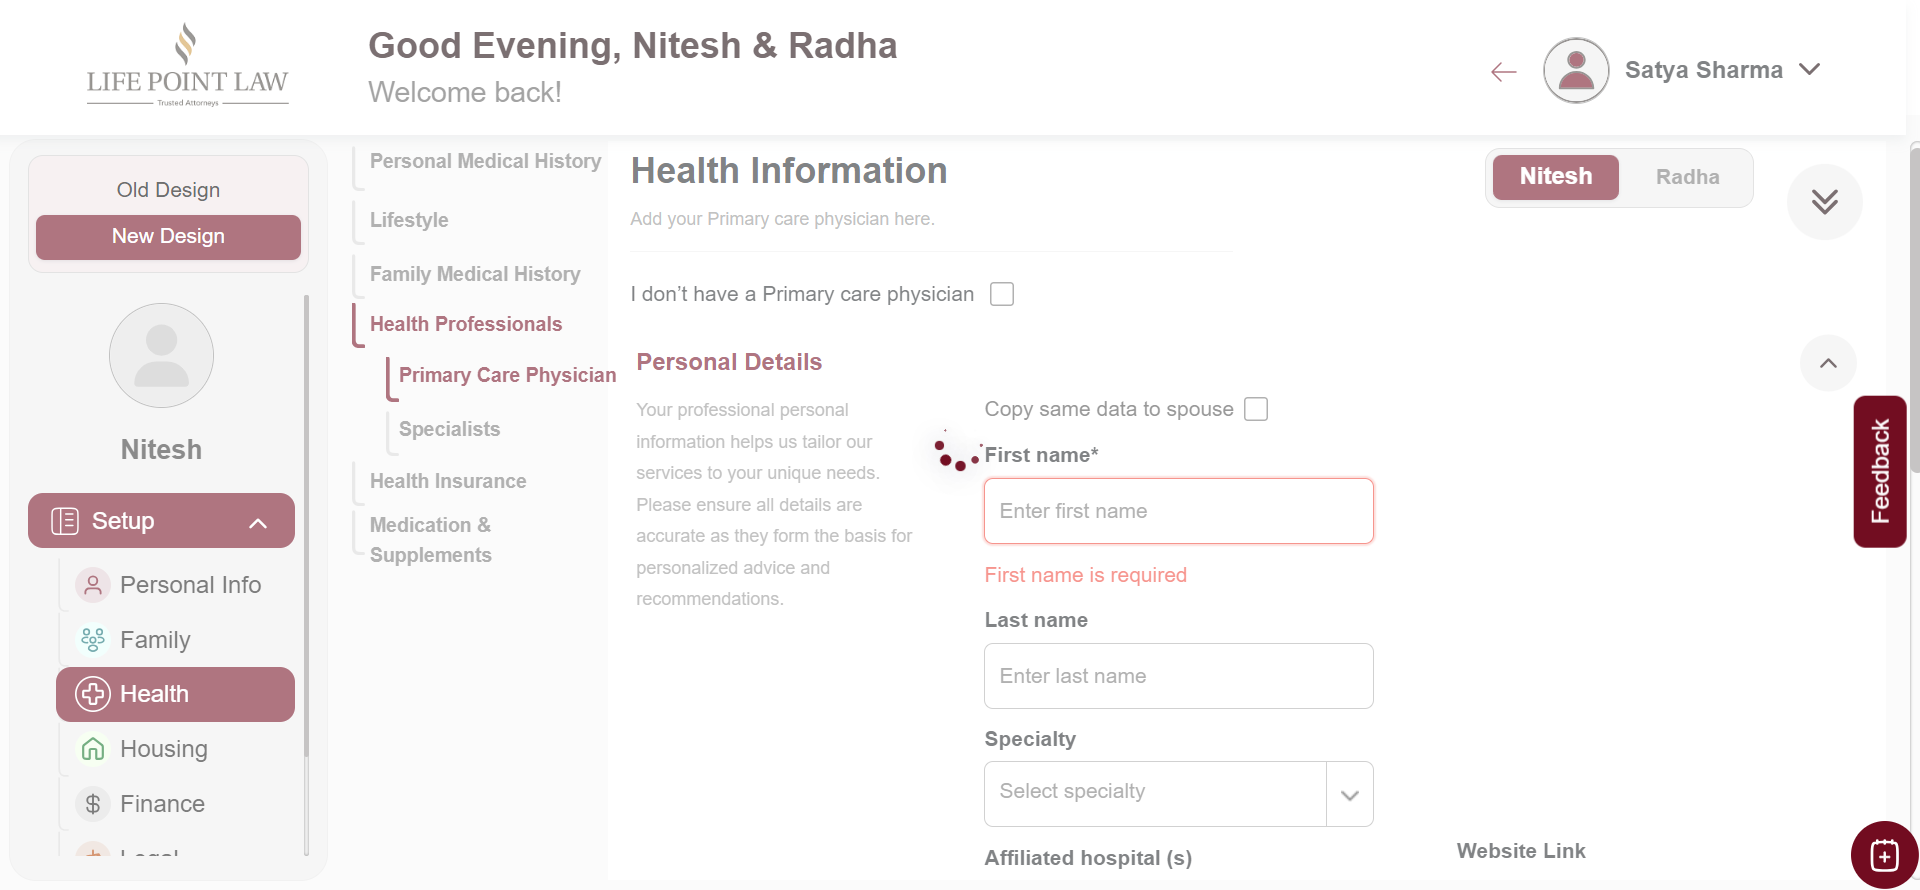 LIFE POINT LAW
Trusted Attorneys
Good Evening, Nitesh & Radha
Welcome back!
Satya Sharma
Old Design
New Design
Nitesh
Setup
Personal Info
Family
Health
Housing
Finance
Personal Medical History
Lifestyle
Family Medical History
Health Professionals
Primary Care Physician
Specialists
Health Insurance
Medication &
Supplements
Health Information
Add your Primary care physician here.
Nitesh
Radha
I don’t have a Primary care physician
Personal Details
Your professional personal
information helps us tailor our
services to your unique needs.
Please ensure all details are
accurate as they form the basis for
personalized advice and
recommendations.
Copy same data to spouse
First name*
Enter first name
First name is required
Last name
Enter last name
Specialty
Select specialty
Affiliated hospital (s)
Website Link
Feedback